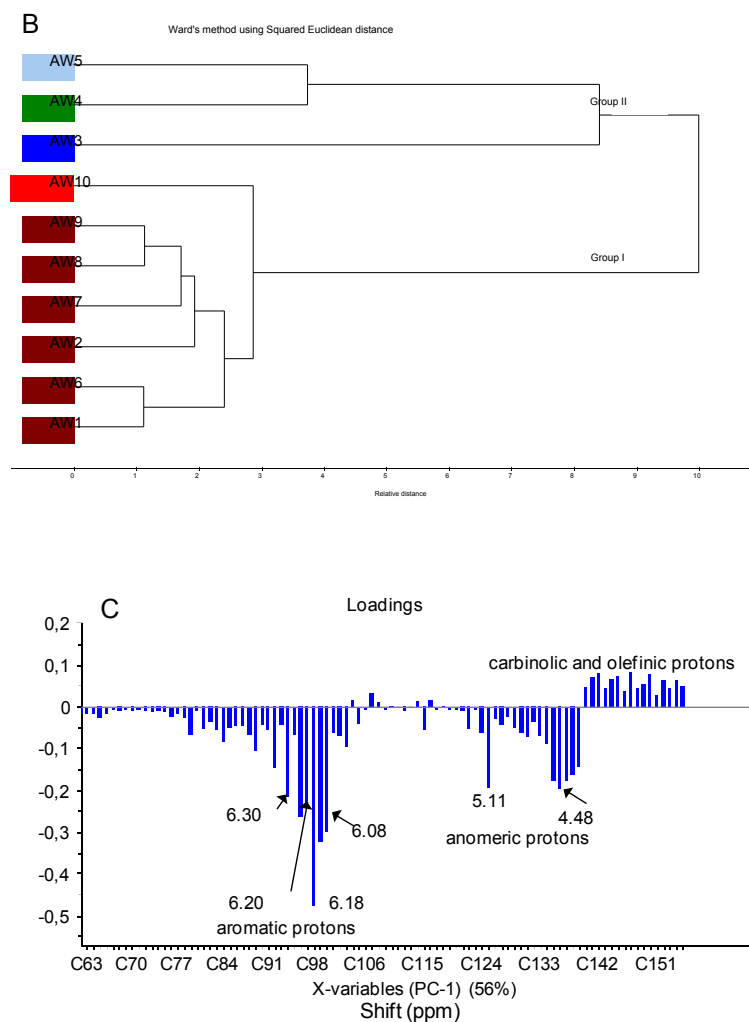 B
Ward's method using Squared Euclidean distance
AW5
AW4
Group II
AW3
AW10
AW9
AW8
Group I
AW7
AW2
AW6
AW1
0 1 2 3 4 5 6 7 8 9 10
Relative distance
C
Loadings
0,2
0,1
0
-0,1
-0,2
-0,3
-0,4
-0,5
carbinolic and olefinic protons
6.30
6.20
6.18
6.08
aromatic protons
5.11
4.48
anomeric protons
C63 C70 C77 C84 C91 C98 C106 C115 C124 C133 C142 C151
X-variables (PC-1) (56%)
Shift (ppm)